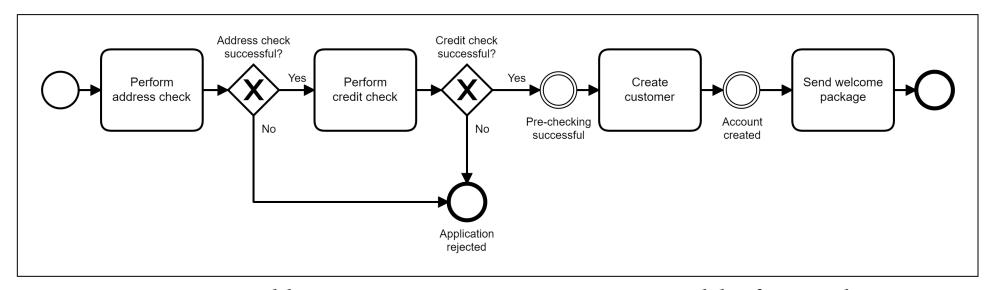 Address check
successful?
Credit check
successful?
Perform
address check
Yes
Perform
credit check
Yes
Create
customer
Send welcome
package
No
No
Pre-checking
successful
Account
created
Application
rejected